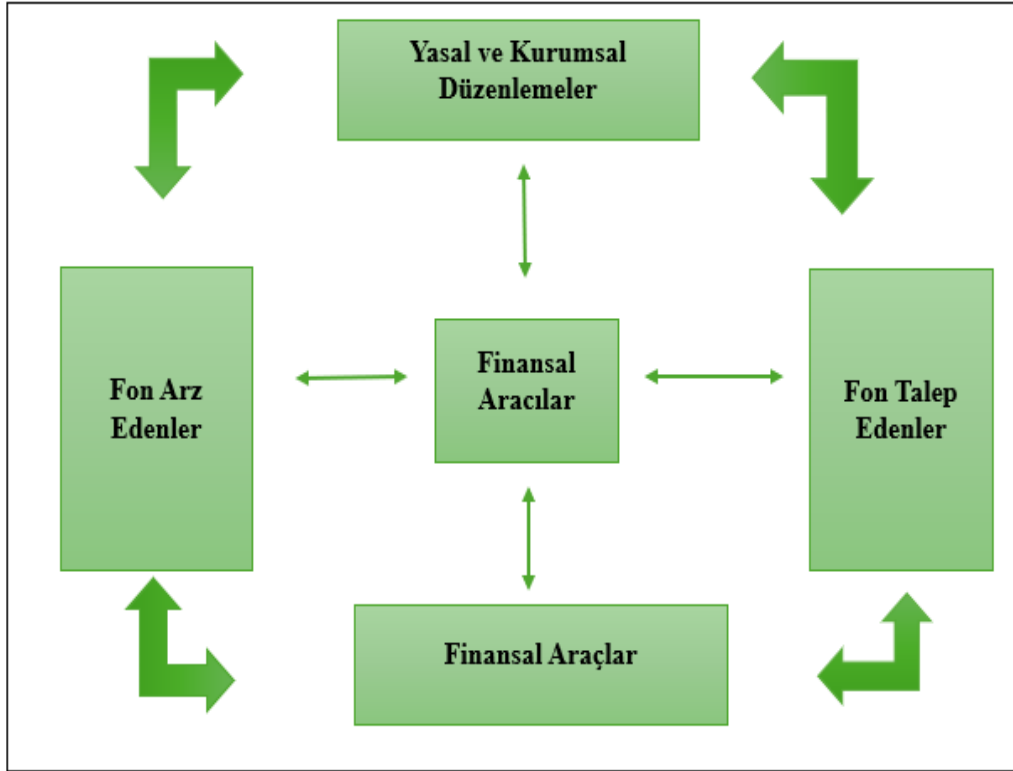 Yasal ve Kurumsal
Düzenlemeler
Fon Arz
Edenler
Finansal
Aracılar
Fon Talep
Edenler
Finansal Araçlar